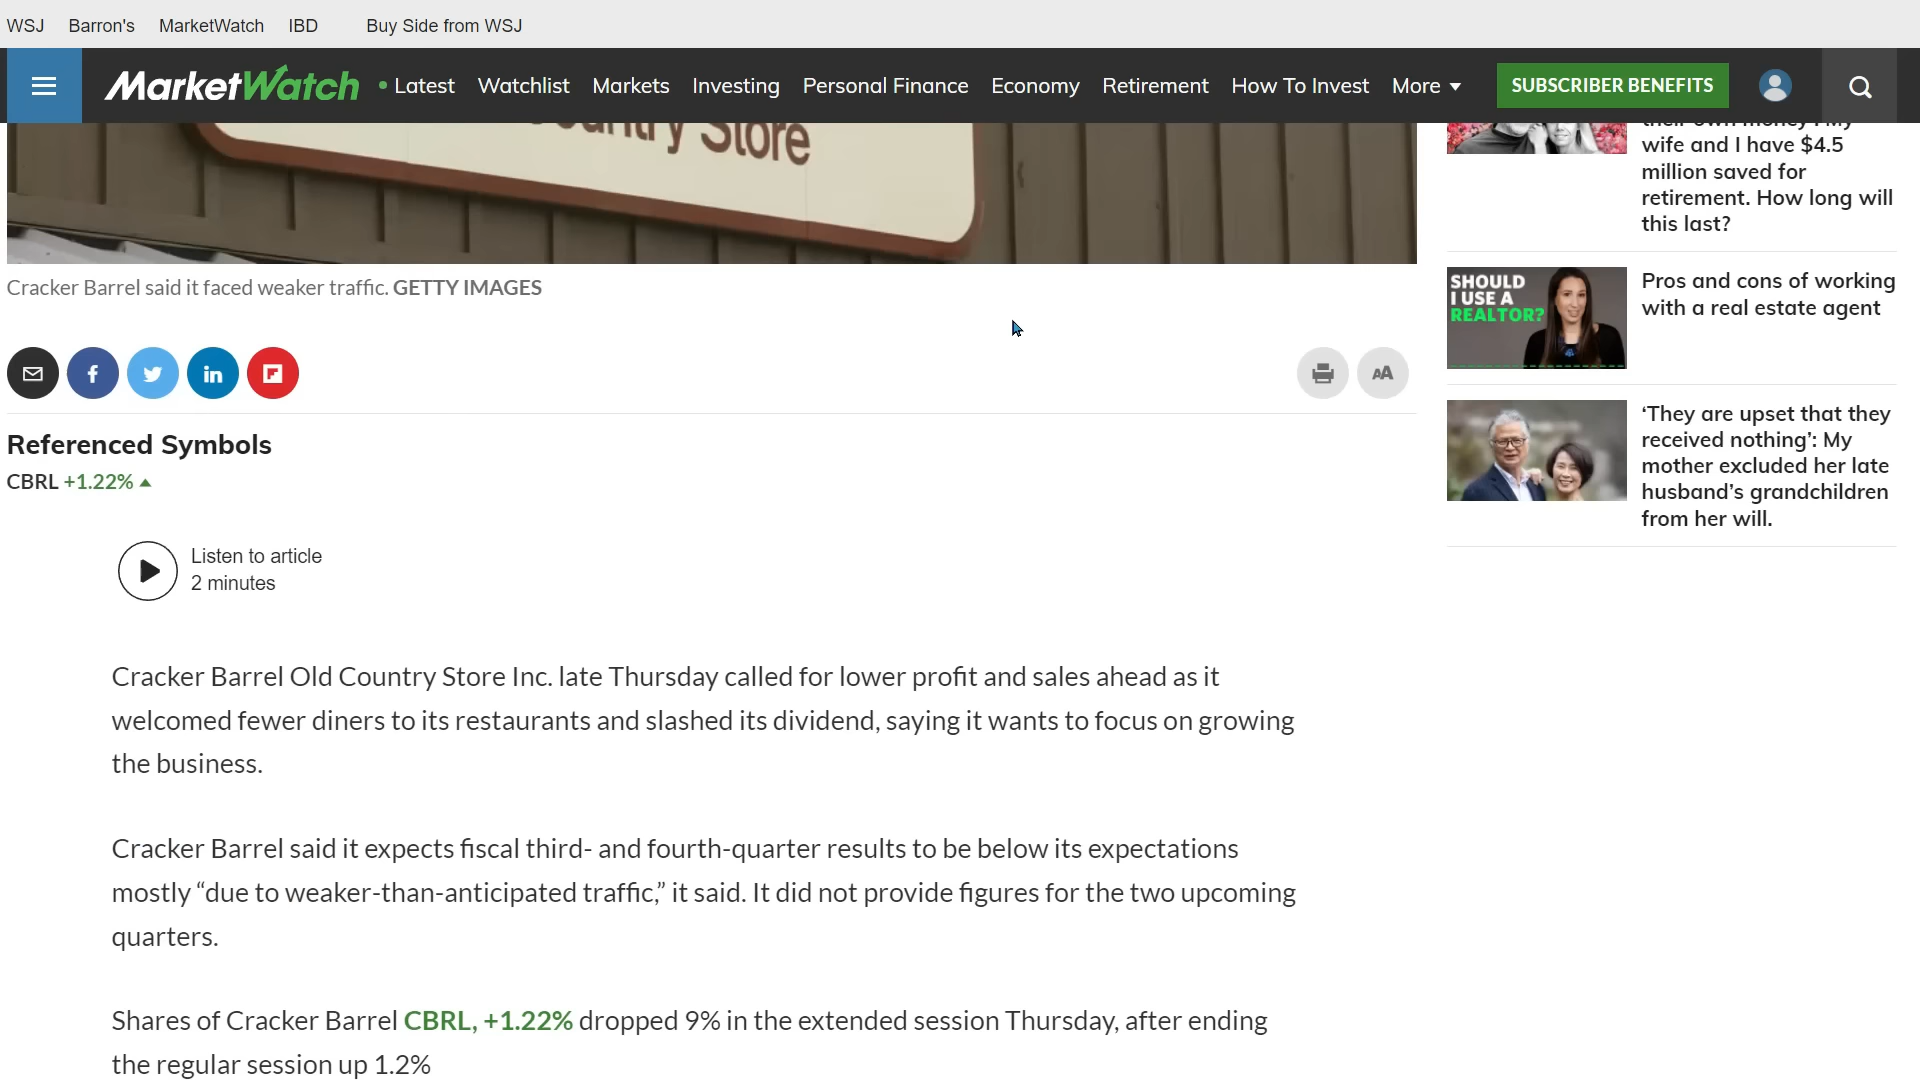 WSJ Barron's MarketWatch IBD Buy Side from WSJ
MarketWatch • Latest Watchlist Markets Investing Personal Finance Economy Retirement How To Invest More SUBSCRIBER BENEFITS
Country Store
Cracker Barrel said it faced weaker traffic. GETTY IMAGES
AA
Referenced Symbols
CBRL +1.22%
Listen to article
2 minutes
Cracker Barrel Old Country Store Inc. late Thursday called for lower profit and sales ahead as it
welcomed fewer diners to its restaurants and slashed its dividend, saying it wants to focus on growing
the business.
Cracker Barrel said it expects fiscal third- and fourth-quarter results to be below its expectations
mostly “due to weaker-than-anticipated traffic,” it said. It did not provide figures for the two upcoming
quarters.
Shares of Cracker Barrel CBRL, +1.22% dropped 9% in the extended session Thursday, after ending
the regular session up 1.2%
their own money! My
wife and I have $4.5
million saved for
retirement. How long will
this last?
SHOULD
I USE A
REALTOR?
Pros and cons of working
with a real estate agent
‘They are upset that they
received nothing’: My
mother excluded her late
husband’s grandchildren
from her will.